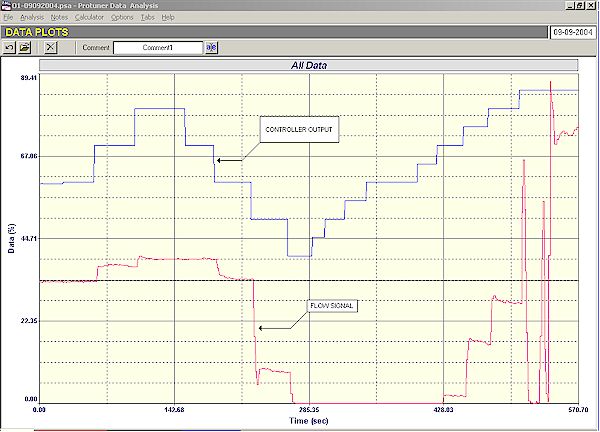 01-09092004.psa - Protuner Data Analysis
File Analysis Notes Calculator Options Tabs Help
DATA PLOTS
09-09-2004
Comment Comment1
All Data
89.41
CONTROLLER OUTPUT
67.06
44.71
Data (%)
FLOW SIGNAL
22.35
0.00
0.00 142.68 285.35 428.03 570.70
Time (sec)